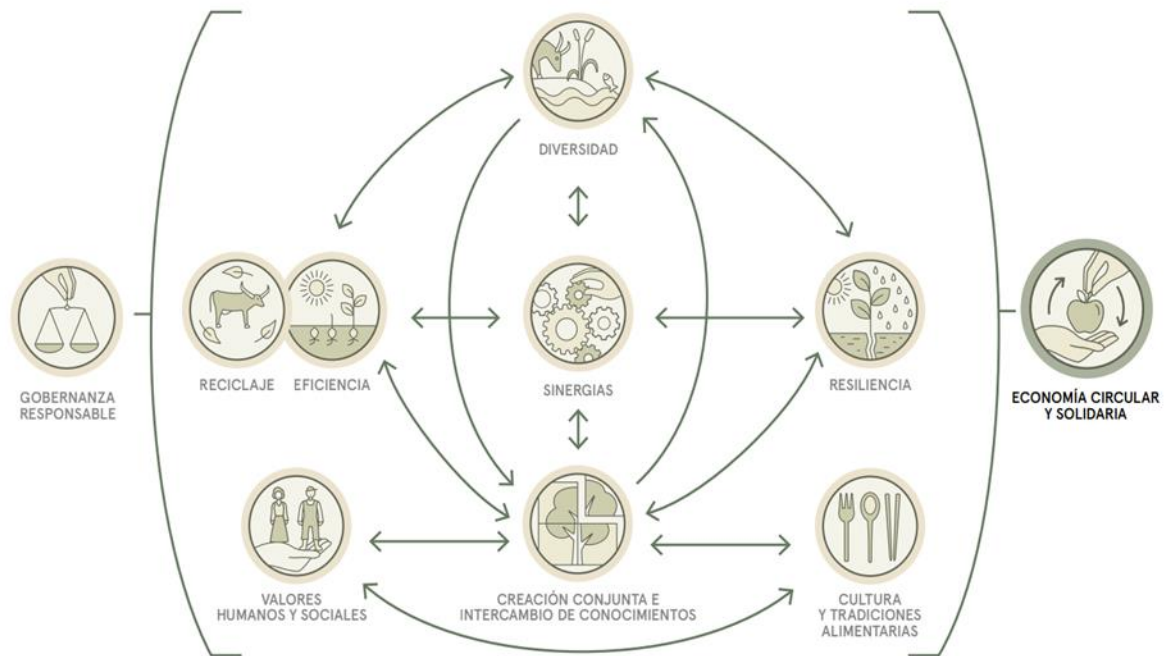 DIVERSIDAD
GOBERNANZA
RESPONSABLE
RECICLAJE
EFICIENCIA
SINERGIAS
RESILIENCIA
ECONOMÍA CIRCULAR
Y SOLIDARIA
VALORES
HUMANOS Y SOCIALES
CREACIÓN CONJUNTA E
INTERCAMBIO DE CONOCIMIENTOS
CULTURA
Y TRADICIONES
ALIMENTARIAS